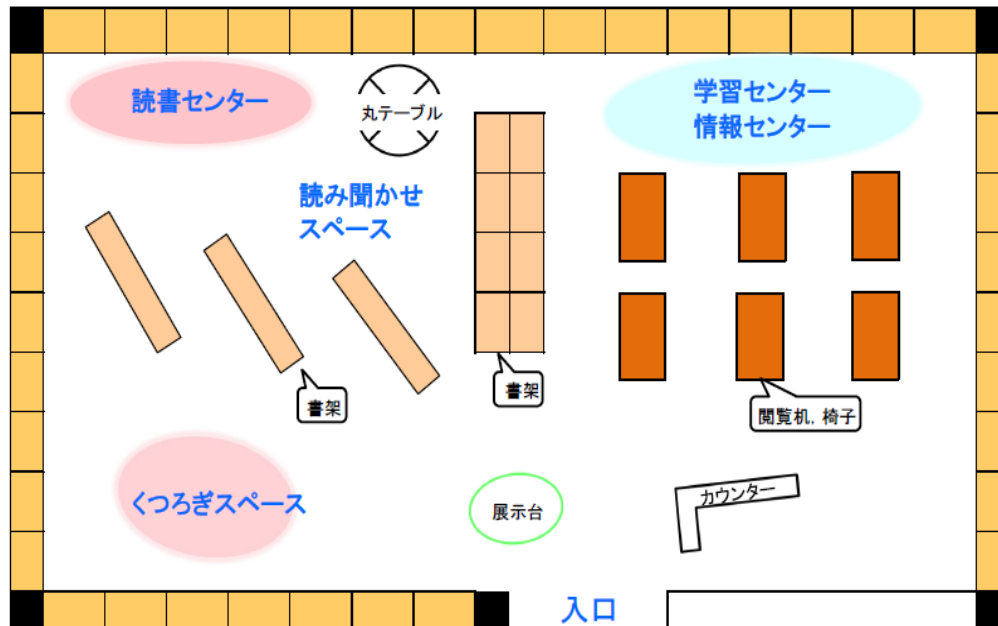 読書センター
丸テーブル
学習センター
情報センター
読み聞かせ
スペース
書架
書架
閲覧机，椅子
くつろぎスペース
展示台
カウンター
入口